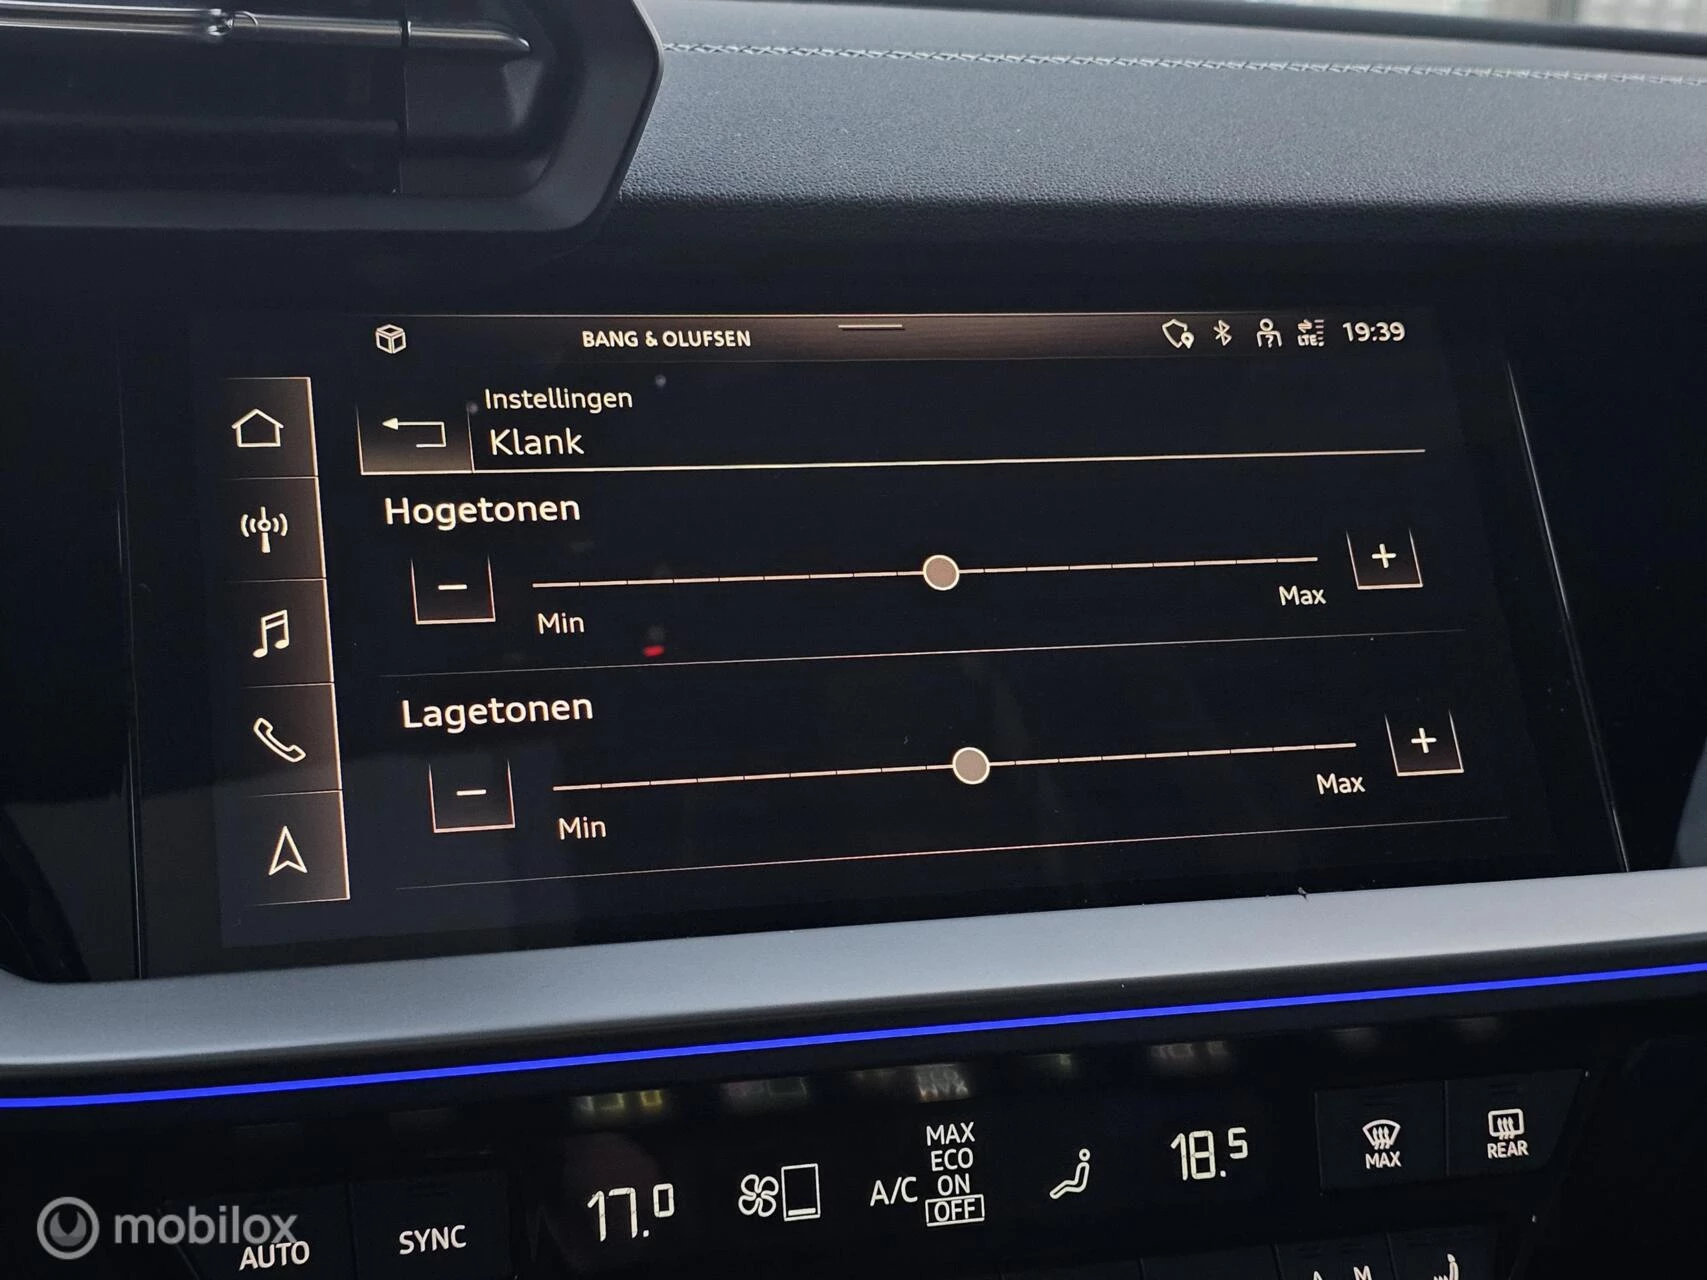 BANG & OLUFSEN
LTE
19:39
Instellingen
Klank
Hogetonen
Min
Max
Lagetonen
Min
Max
17.0
A/C
MAX
ECO
ON
OFF
18.5
MAX
REAR
AUTO
SYNC
A
M
mobilox